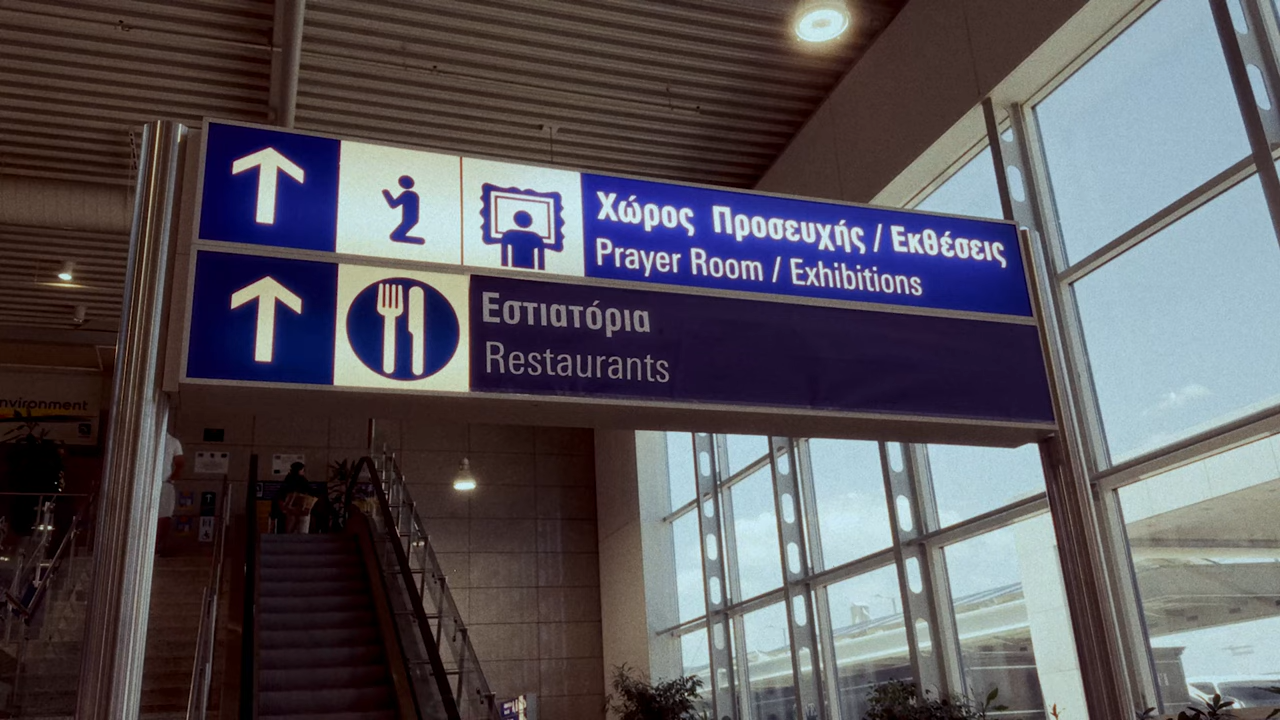 Χώρος Προσευχής / Εκθέσεις
Prayer Room / Exhibitions
Εστιατόρια
Restaurants
nvironment